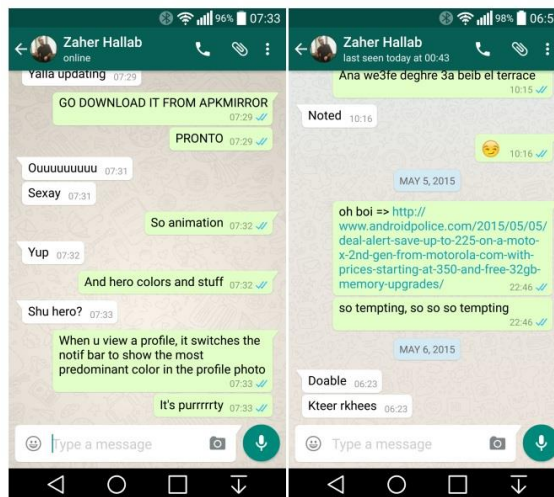 96% 07:33
Zaher Hallab
online
Yalla updating 07:29
GO DOWNLOAD IT FROM APKMIRROR
07:29
PRONTO 07:29
Ouuuuuuuuu 07:31
Sexay 07:31
So animation 07:32
Yup 07:32
And hero colors and stuff 07:32
Shu hero? 07:33
When u view a profile, it switches the
notif bar to show the most
predominant color in the profile photo
07:33
It's purrrrrty 07:33
Type a message
98% 06:5
Zaher Hallab
last seen today at 00:43
Ana we3fe deghre 3a beib el terrace
10:15
Noted 10:16
10:16
MAY 5, 2015
oh boi => http://
www.androidpolice.com/2015/05/05/
deal-alert-save-up-to-225-on-a-moto-
x-2nd-gen-from-motorola-com-with-
prices-starting-at-350-and-free-32gb-
memory-upgrades/
22:46
so tempting, so so so tempting
22:46
MAY 6, 2015
Doable 06:23
Kteer rkhees 06:23
Type a message